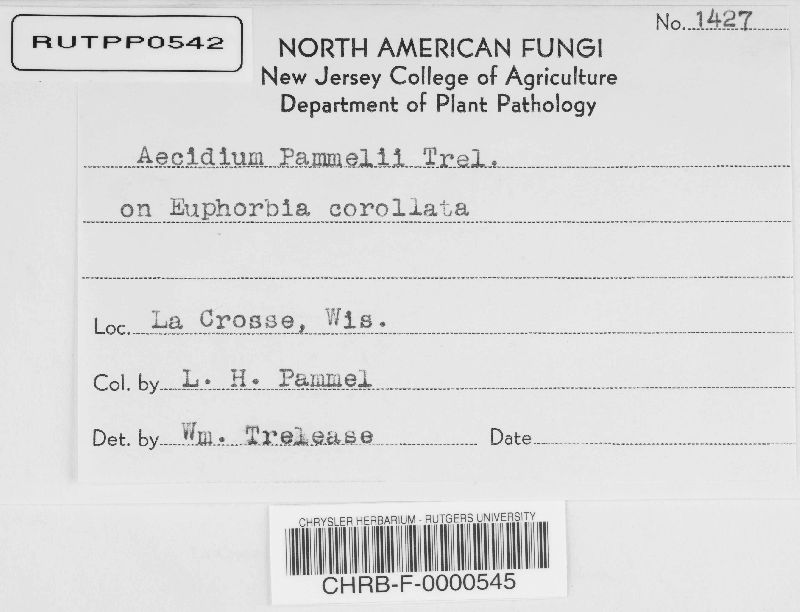 RUTPP0542
No. 1427
NORTH AMERICAN FUNGI
New Jersey College of Agriculture
Department of Plant Pathology
Aecidium Pammelii Trel.
on Euphorbia corollata
Loc. La Crosse, Wis.
Col. by L. H. Pammel
Det. by Wm. Trelease Date
CHRYSLER HERBARIUM - RUTGERS UNIVERSITY
CHRB-F-0000545